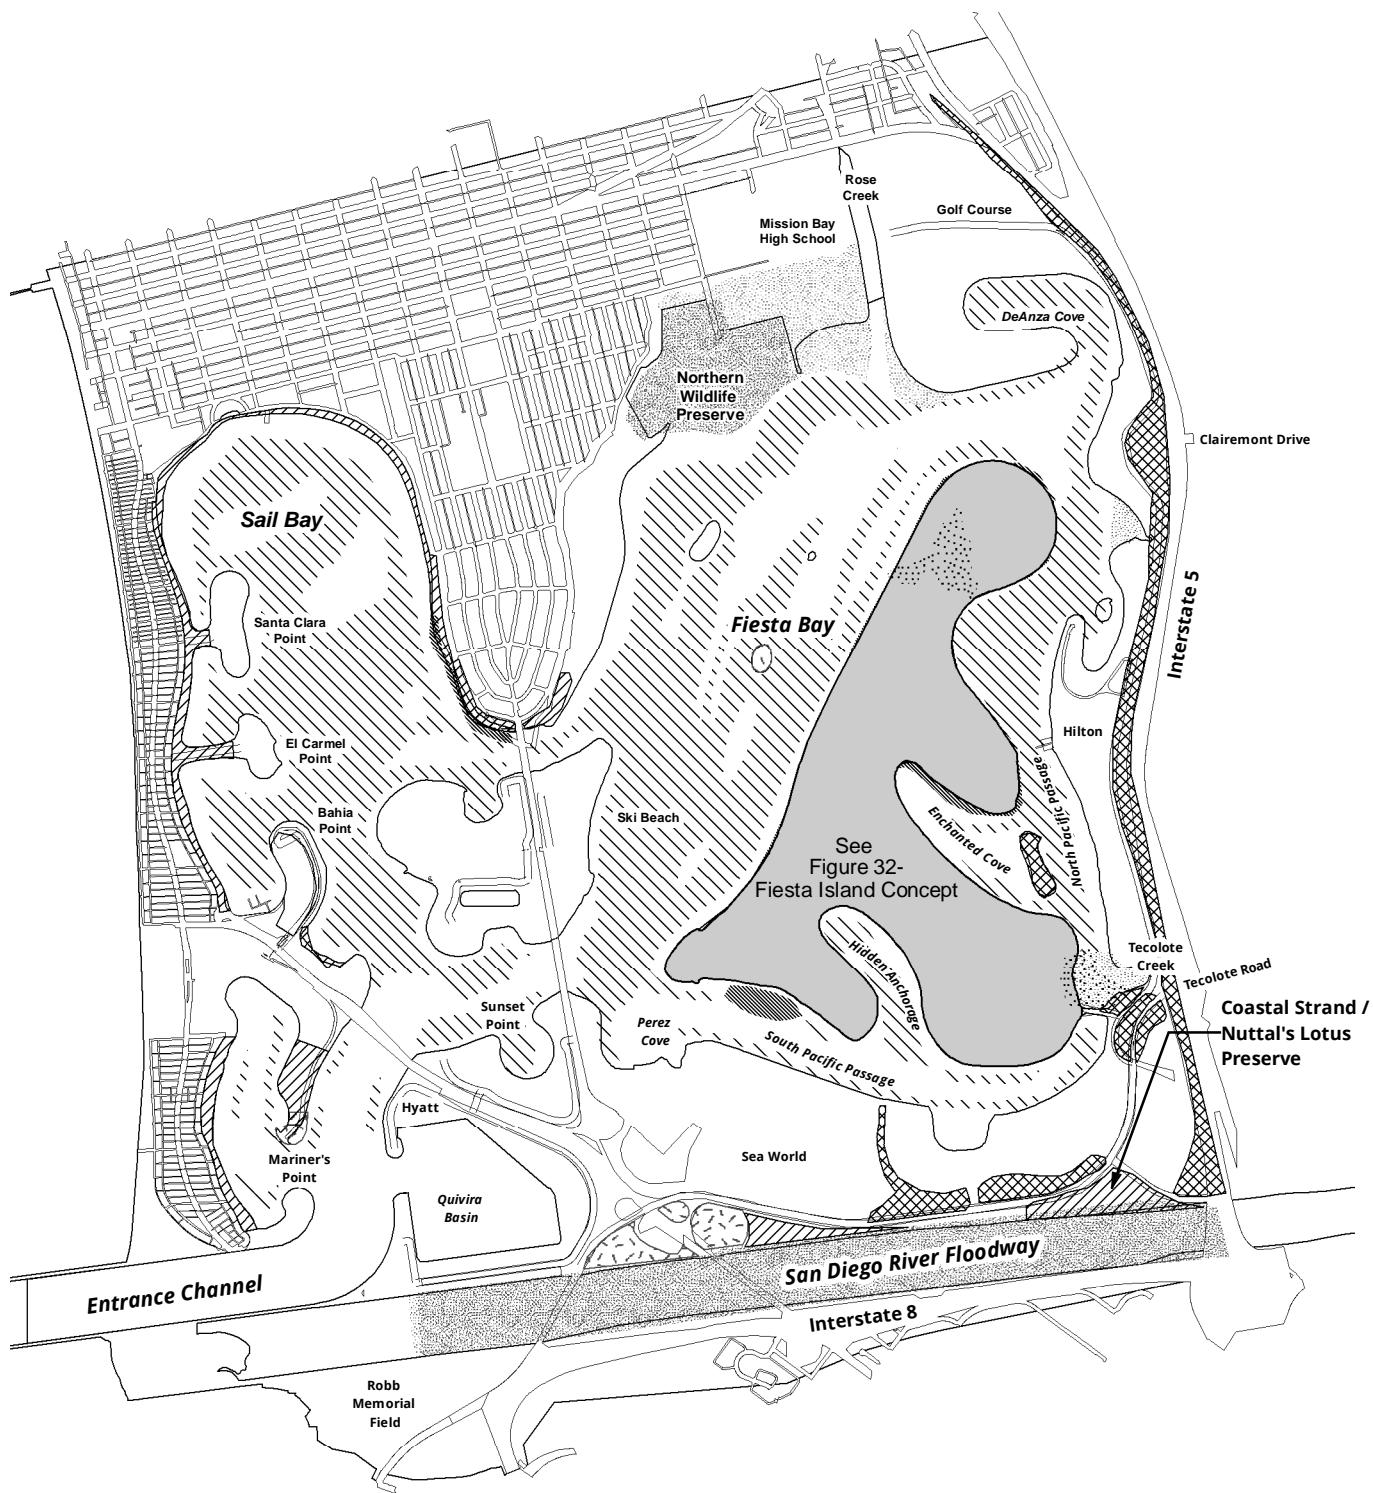 Rose
Creek
Golf Course
Mission Bay
High School
DeAnza Cove
Northern
Wildlife
Preserve
Clairemont Drive
Sail Bay
Interstate 5
Santa Clara
Point
Fiesta Bay
El Carmel
Point
Hilton
North Pacific Passage
Bahia
Point
Ski Beach
Enchanted Cove
See
Figure 32-
Fiesta Island Concept
Hidden Anchorage
Tecolote
Creek
Tecolote Road
Sunset
Point
Perez
Cove
Coastal Strand /
Nuttal's Lotus
Preserve
South Pacific Passage
Hyatt
Mariner's
Point
Sea World
Quivira
Basin
San Diego River Floodway
Entrance Channel
Interstate 8
Robb
Memorial
Field